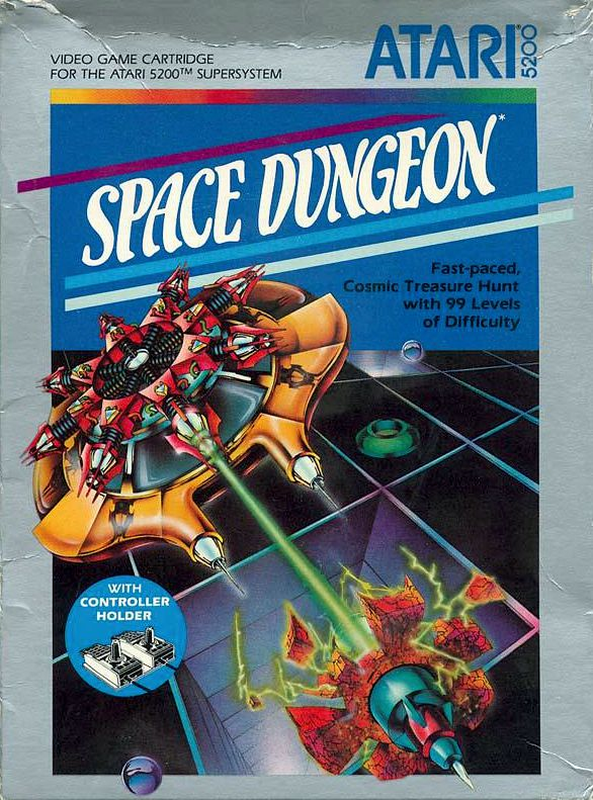 VIDEO GAME CARTRIDGE
FOR THE ATARI 5200™ SUPERSYSTEM
ATARI®
5200
SPACE DUNGEON*
Fast-paced,
Cosmic Treasure Hunt
with 99 Levels
of Difficulty
WITH
CONTROLLER
HOLDER